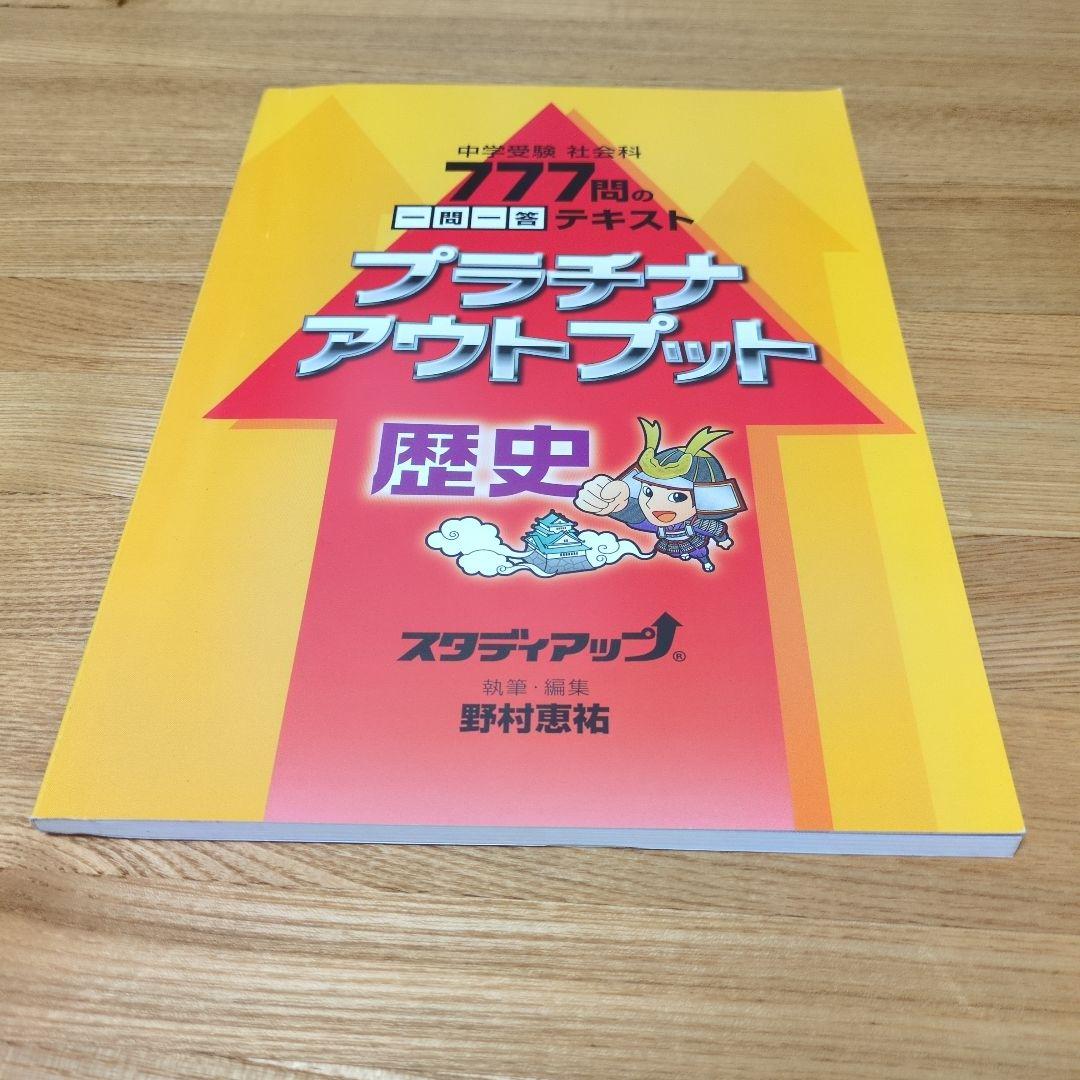 中学受験 社会科
777問の
一問一答 テキスト
プラチナ
アウトプット
歴史
スタディアップ®
執筆・編集
野村恵祐